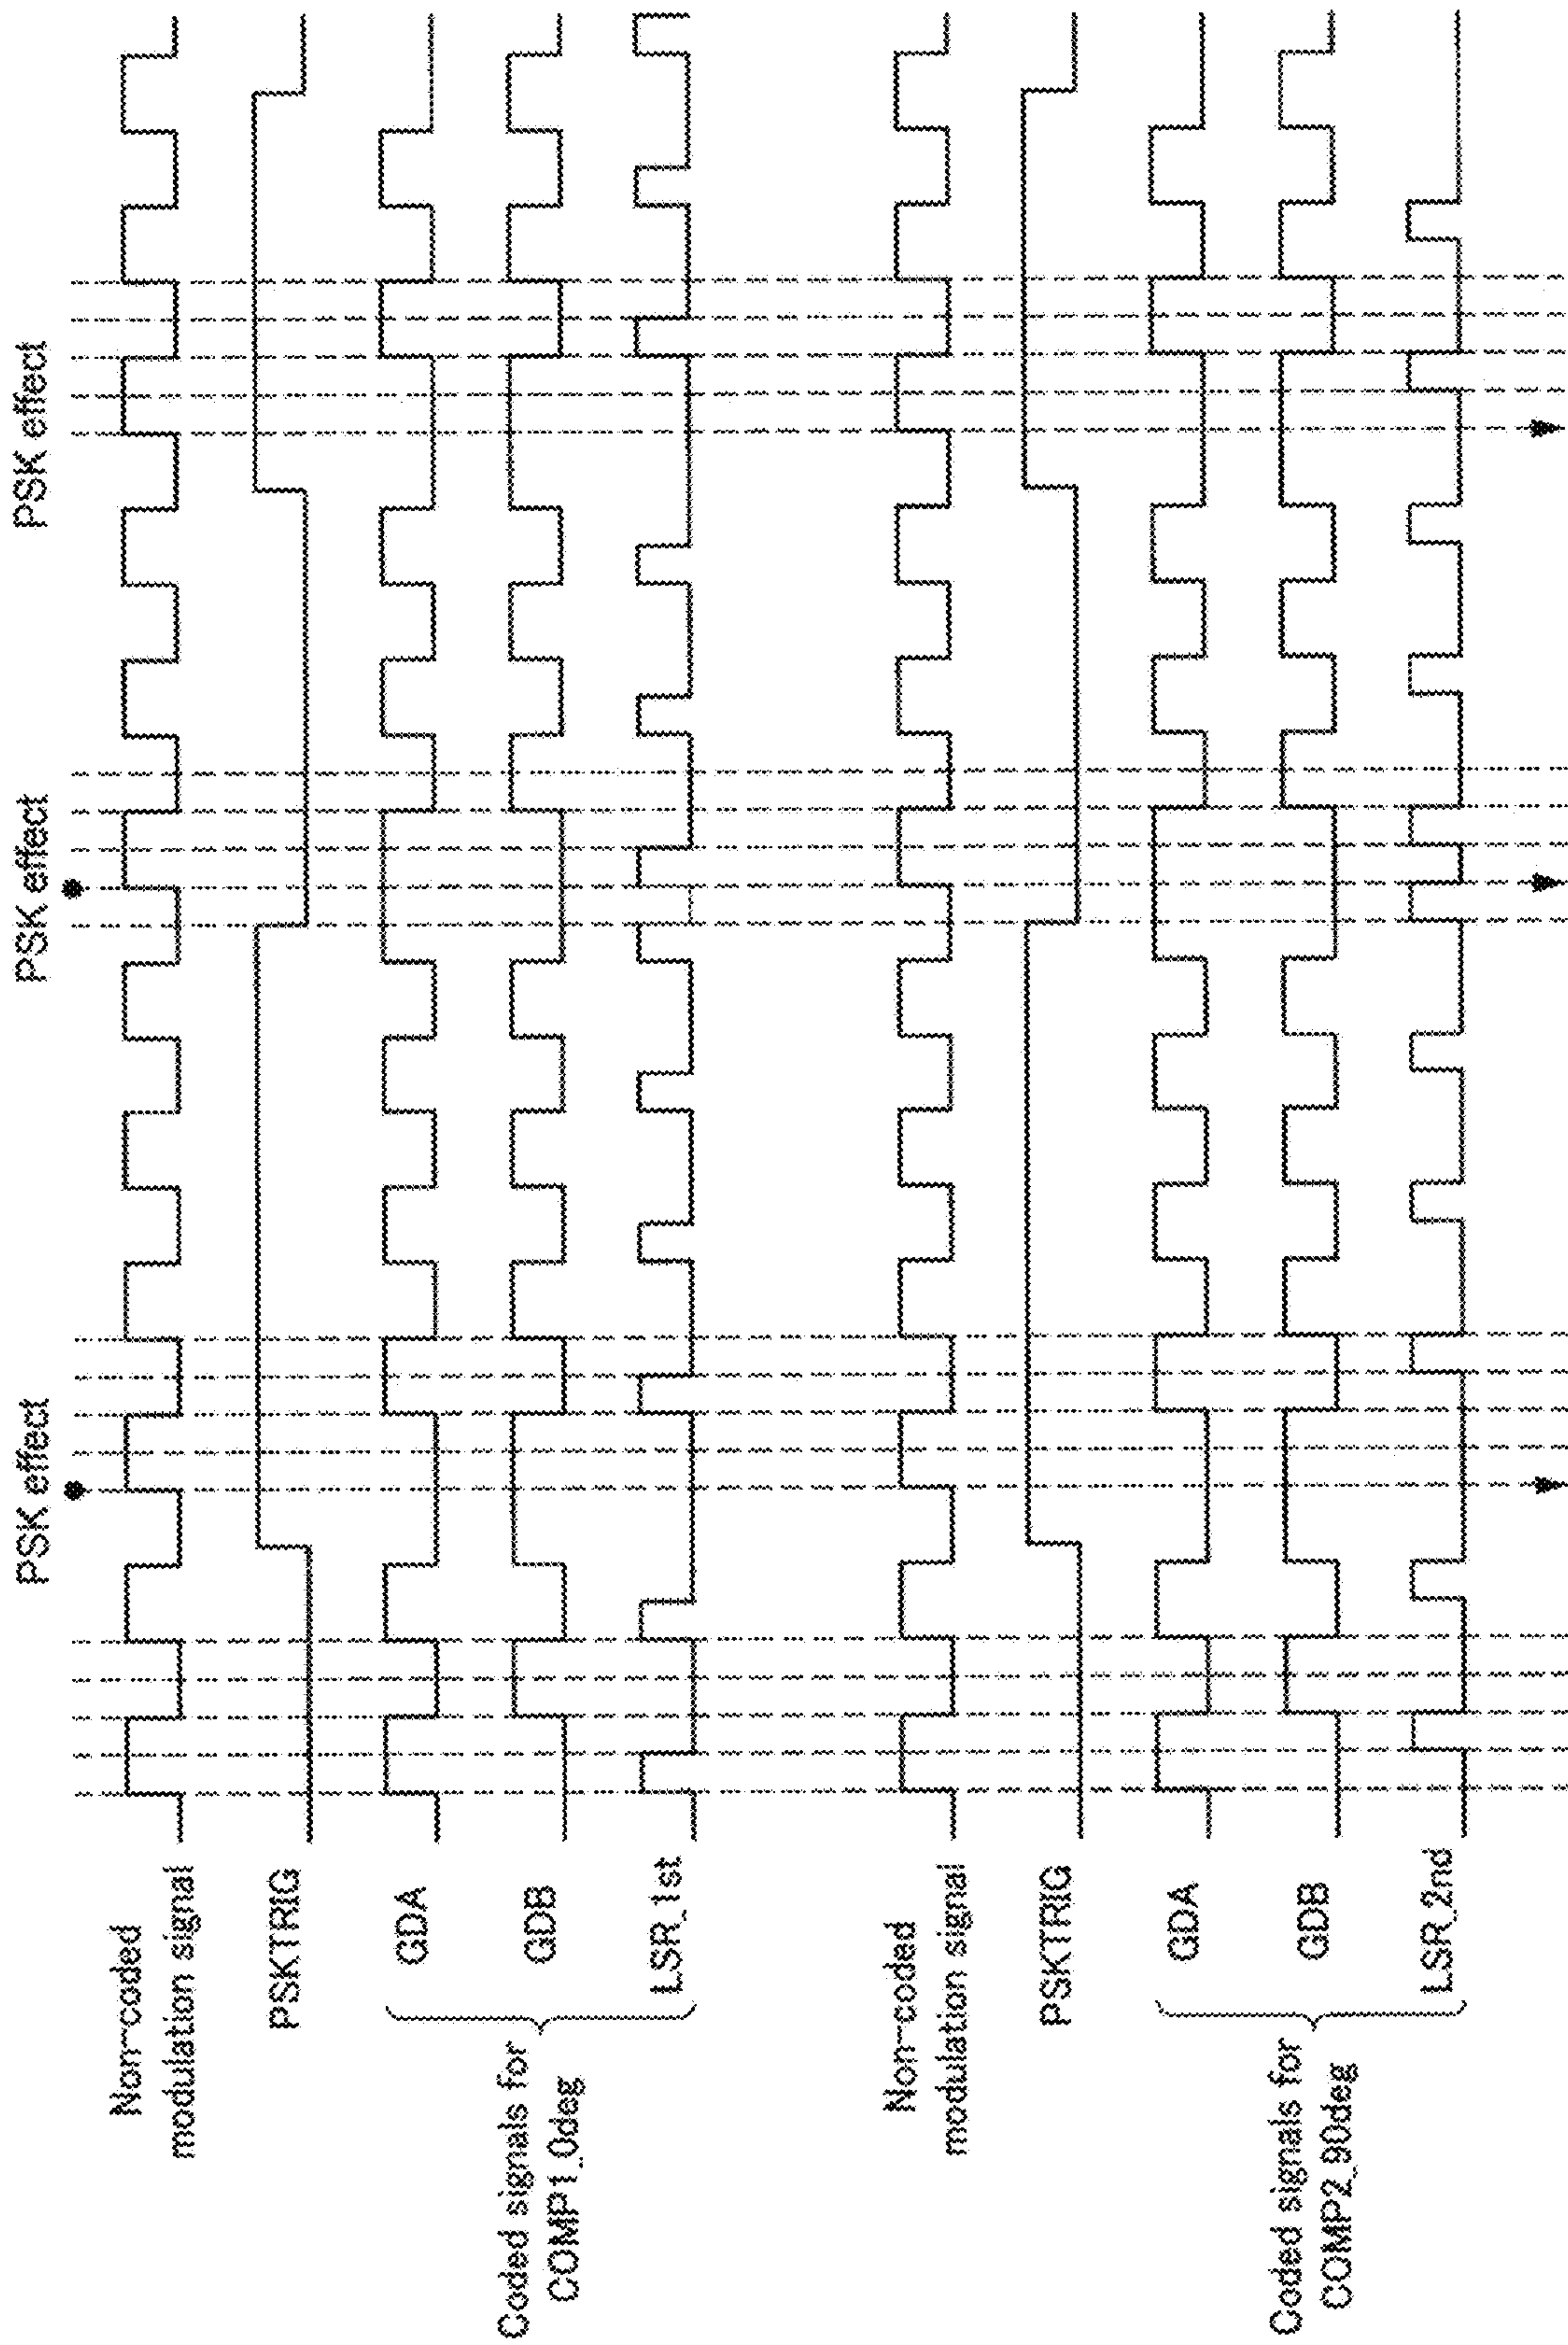 PSK effect
PSK effect
PSK effect
Non-coded
modulation signal
PSKTRIG
Coded signals for
COMP1_0deg
GDA
GDB
LSR_1st
Non-coded
modulation signal
PSKTRIG
Coded signals for
COMP2_90deg
GDA
GDB
LSR_2nd